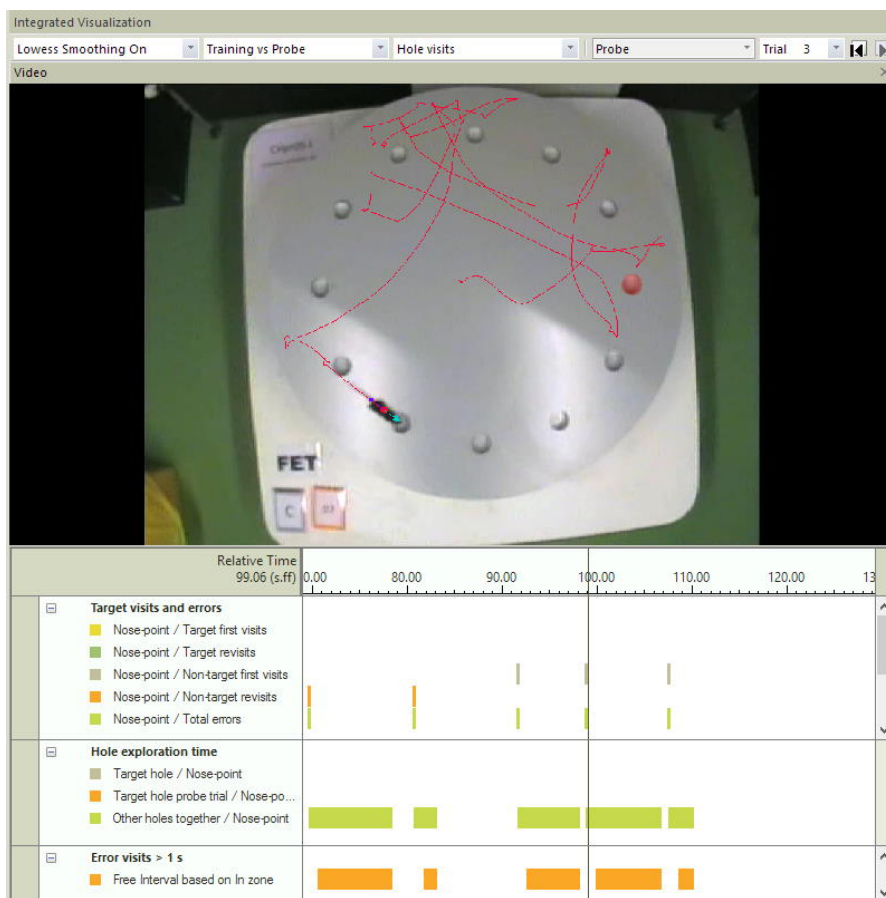 Integrated Visualization
Lowess Smoothing On Training vs Probe Hole visits Probe Trial 3
Video
FET
C 03
Relative Time
99.06 (s.ff) 0.00 80.00 90.00 100.00 110.00 120.00 13
Target visits and errors
Nose-point / Target first visits
Nose-point / Target revisits
Nose-point / Non-target first visits
Nose-point / Non-target revisits
Nose-point / Total errors
Hole exploration time
Target hole / Nose-point
Target hole probe trial / Nose-po...
Other holes together / Nose-point
Error visits > 1 s
Free Interval based on In zone